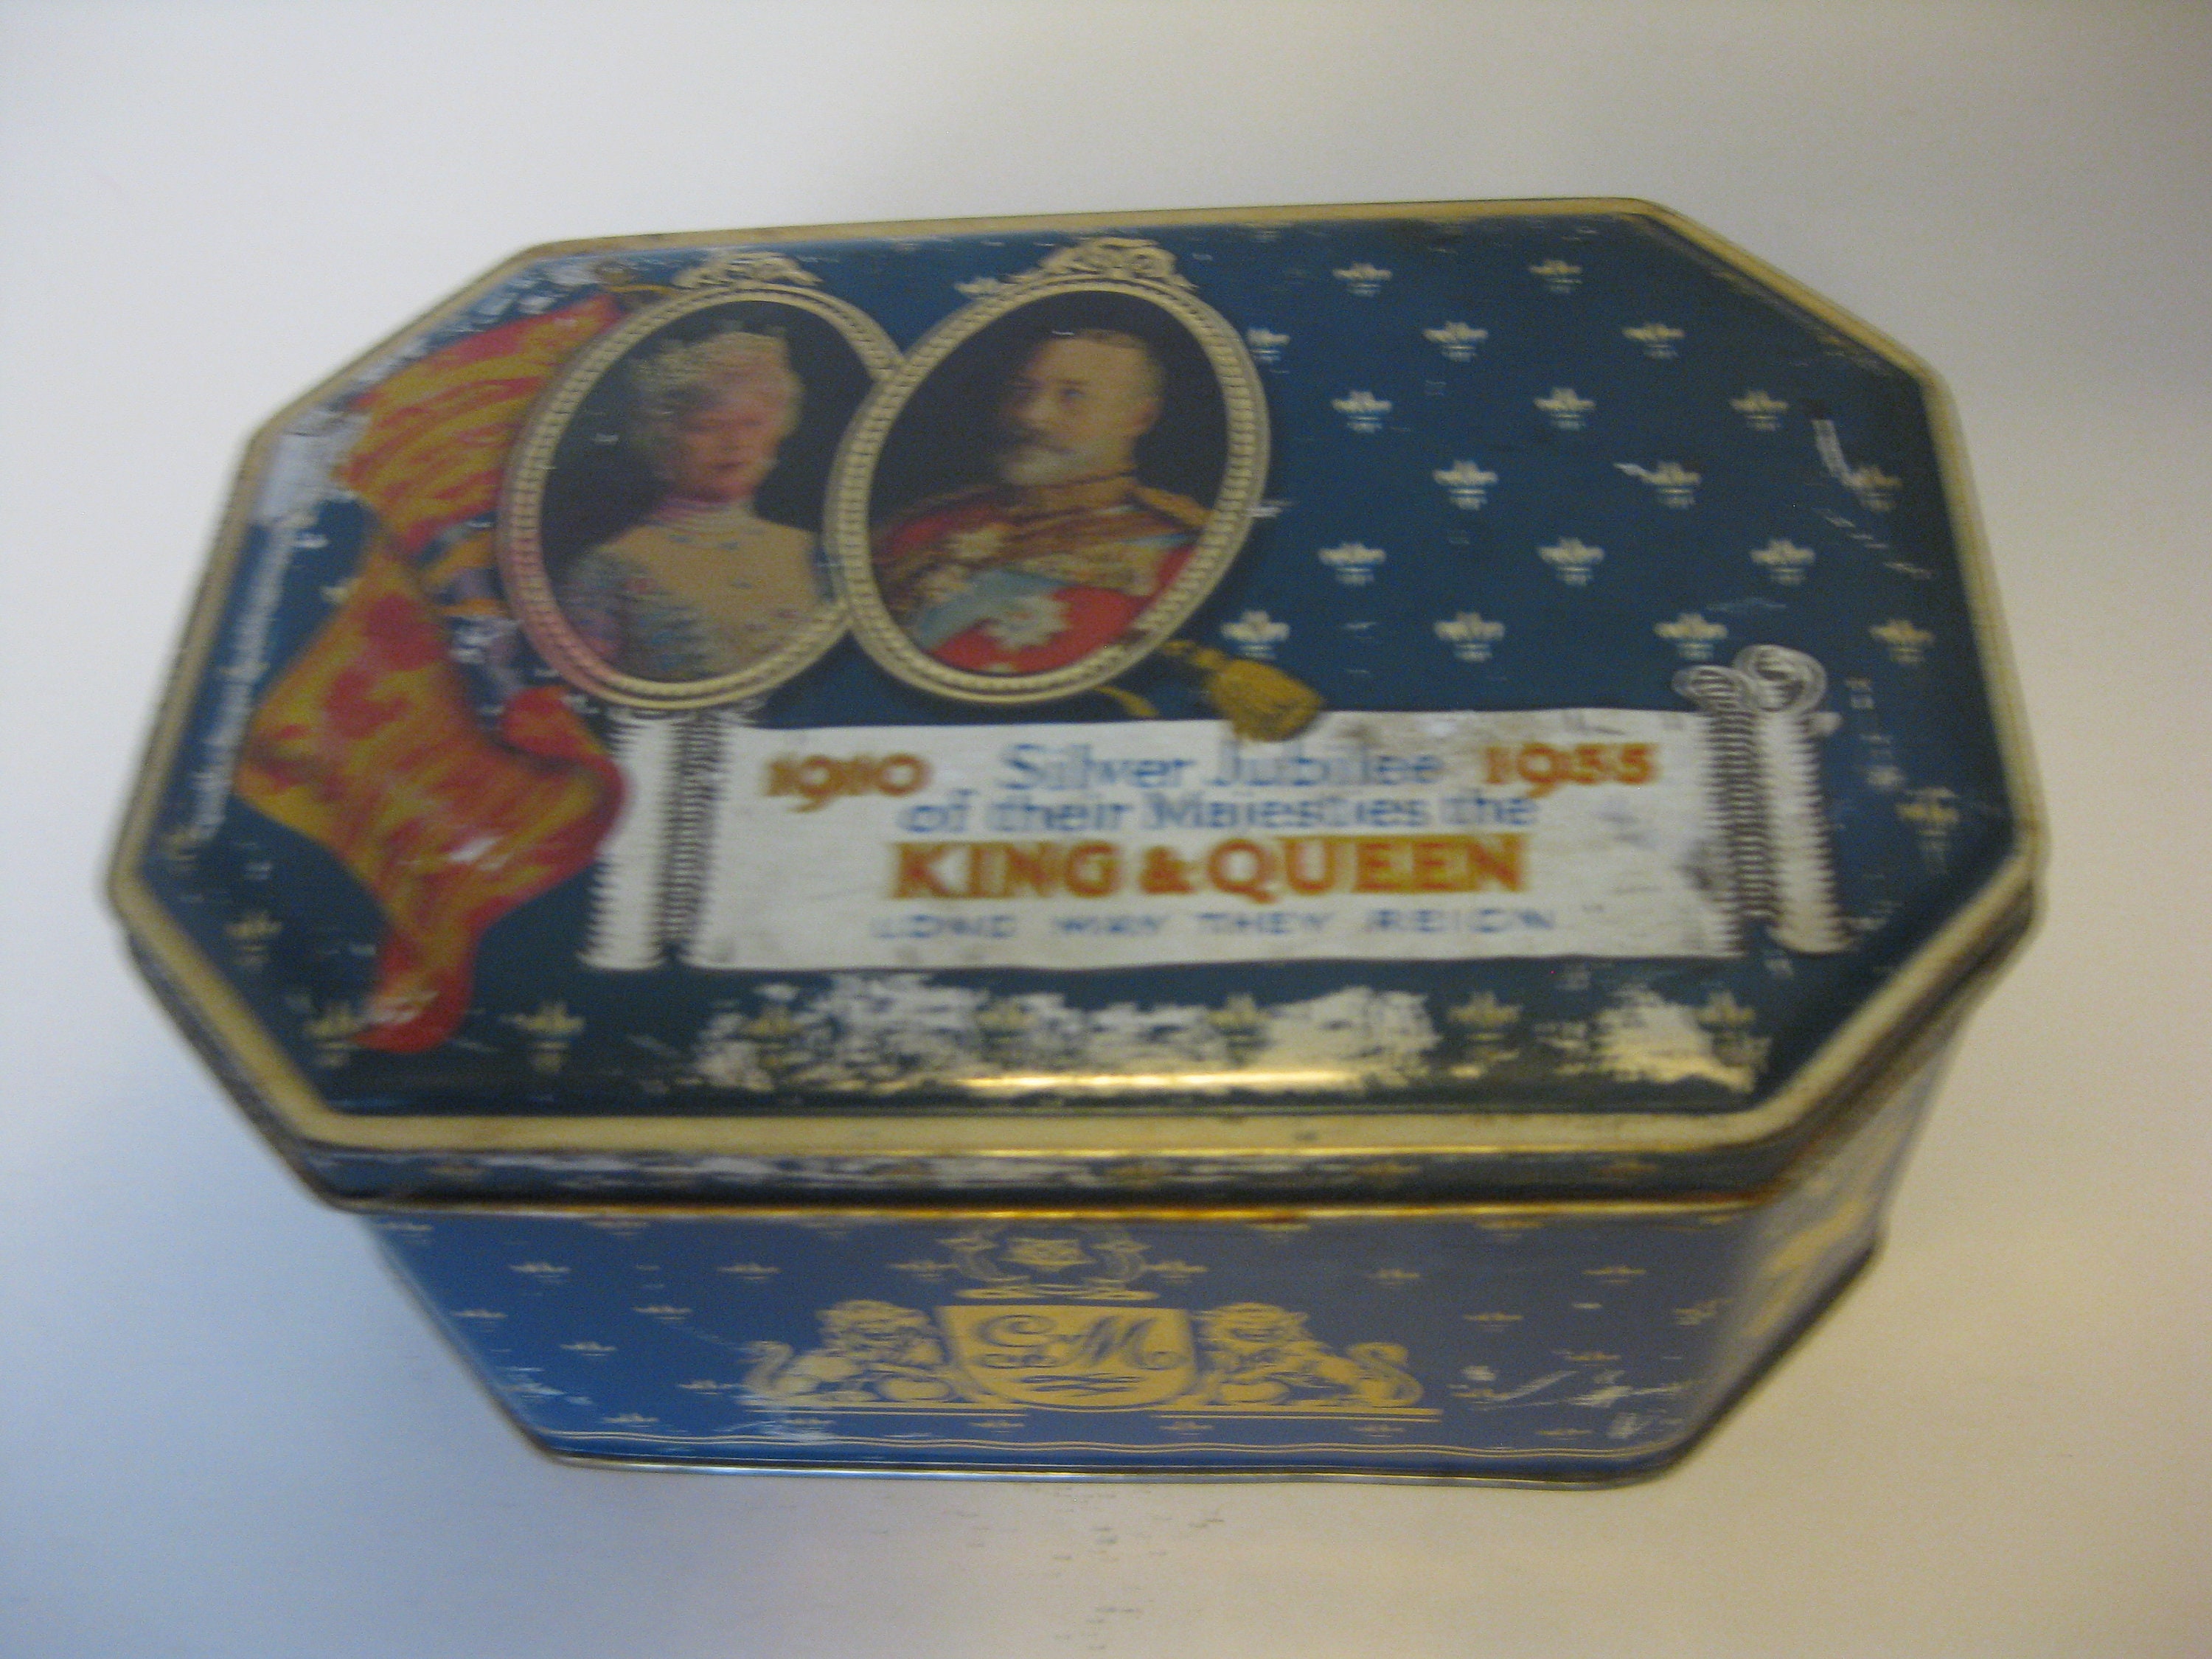 1910 Silver Jubilee 1935
of their Majesties the
KING & QUEEN
LONG MAY THEY REIGN
G M